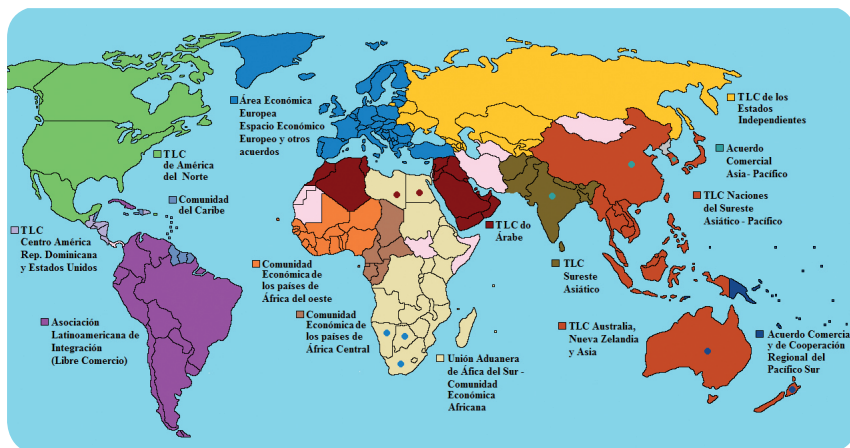 Área Económica
Europea
Espacio Económico
Europeo y otros
acuerdos
TLC de los
Estados
Independientes
TLC
de América
del Norte
Acuerdo
Comercial
Asia- Pacífico
Comunidad
del Caribe
TLC Naciones
del Sureste
Asiático - Pacífico
TLC
Centro América
Rep. Dominicana
y Estados Unidos
TLC do
Árabe
Comunidad
Económica de
los países de
África del oeste
TLC
Sureste
Asiático
Asociación
Latinoamericana de
Integración
(Libre Comercio)
Comunidad
Económica
de los países de
África Central
TLC Australia,
Nueva Zelandia
y Asia
Acuerdo Comercial
y de Cooperación
Regional del
Pacífico Sur
Unión Aduanera
de Áfica del Sur -
Comunidad
Económica
Africana